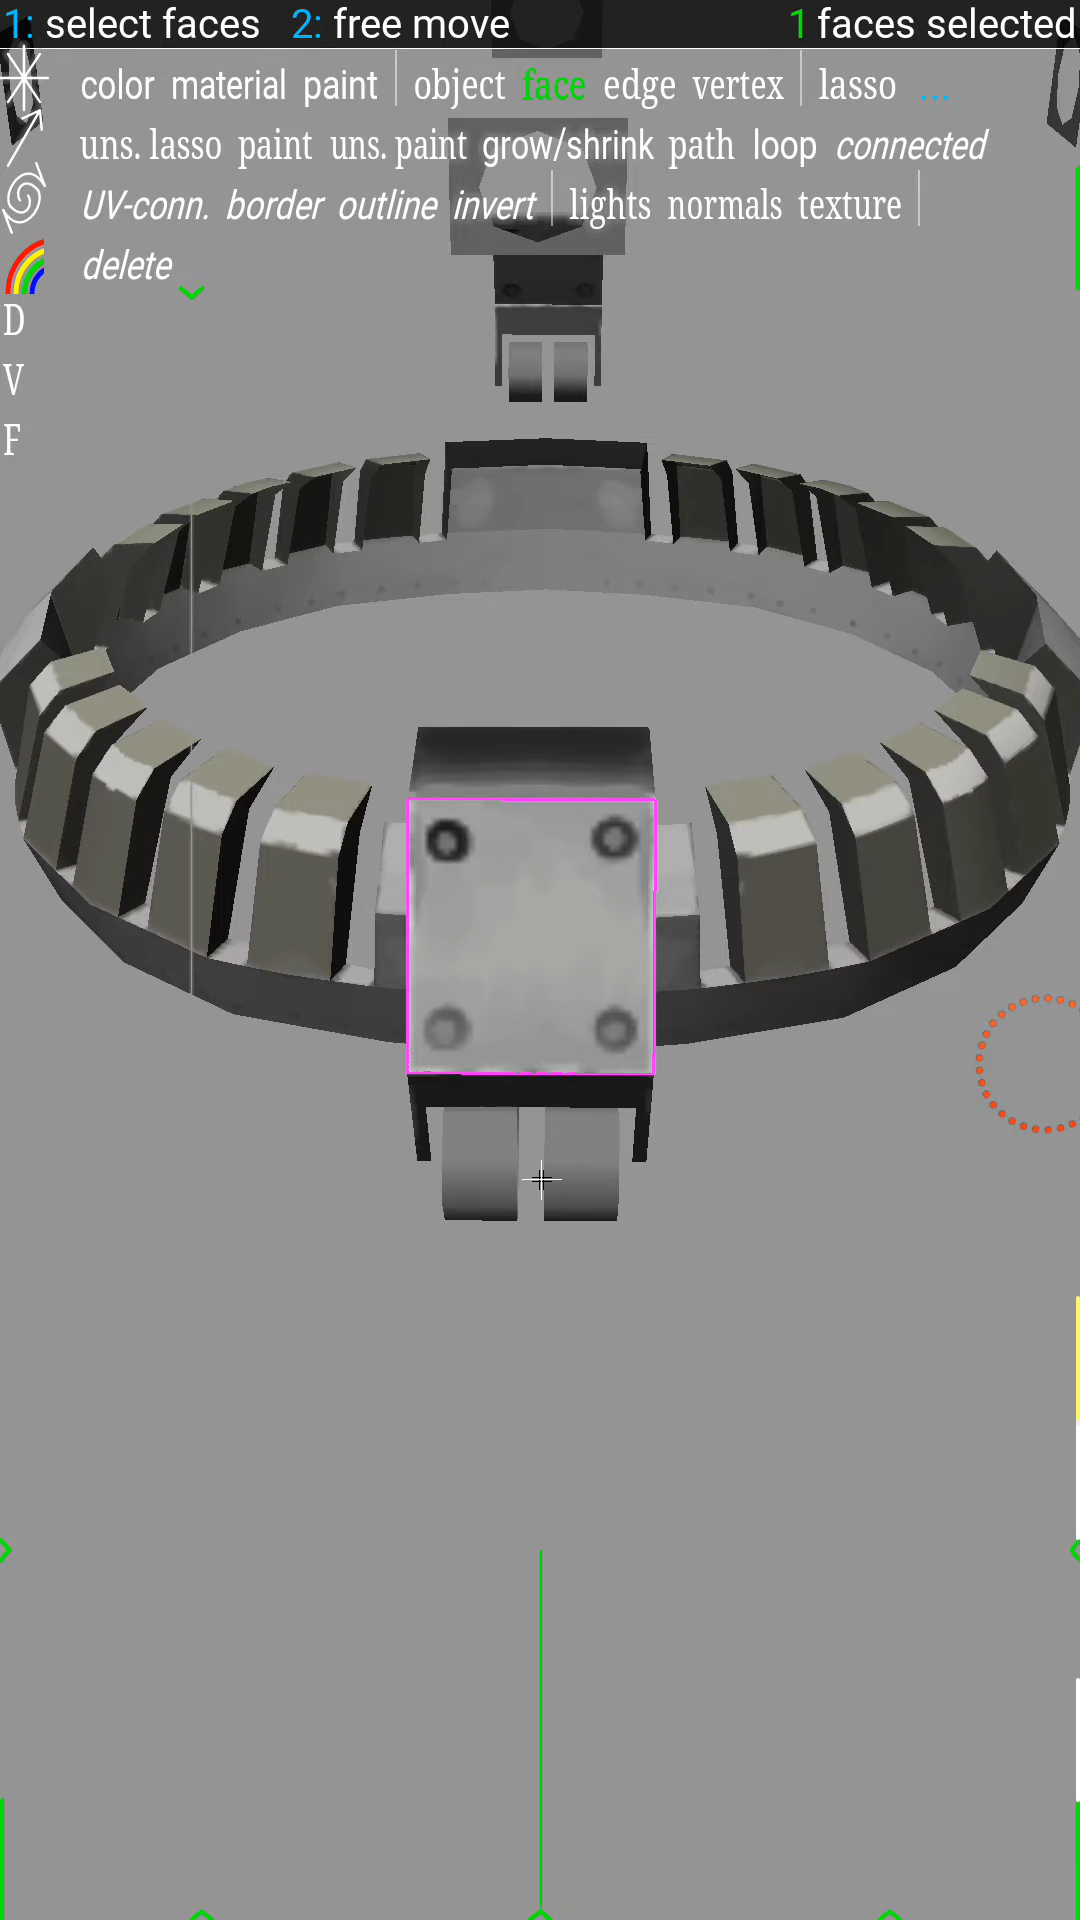 1: select faces 2: free move 1 faces selected
color material paint object face edge vertex lasso ...
uns. lasso paint uns. paint grow/shrink path loop connected
UV-conn. border outline invert lights normals texture
delete
D
V
F